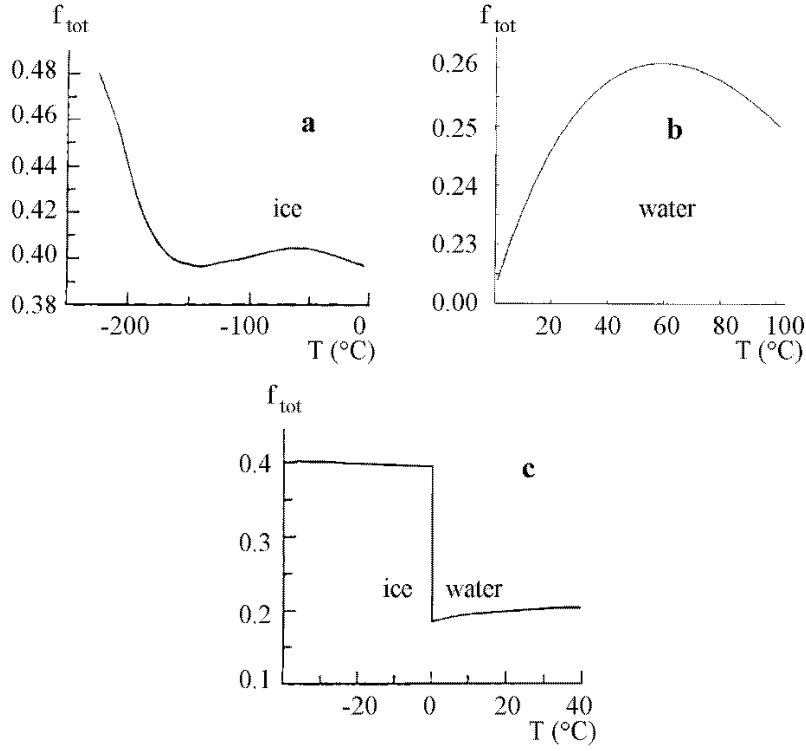 f tot
0.48
0.46
0.44
0.42
0.40
0.38
-200 -100 0
T (°C)
a
ice
f tot
0.26
0.25
0.24
0.23
0.00
20 40 60 80 100
T (°C)
b
water
f tot
0.4
0.3
0.2
0.1
-20 0 20 40
T (°C)
c
ice water